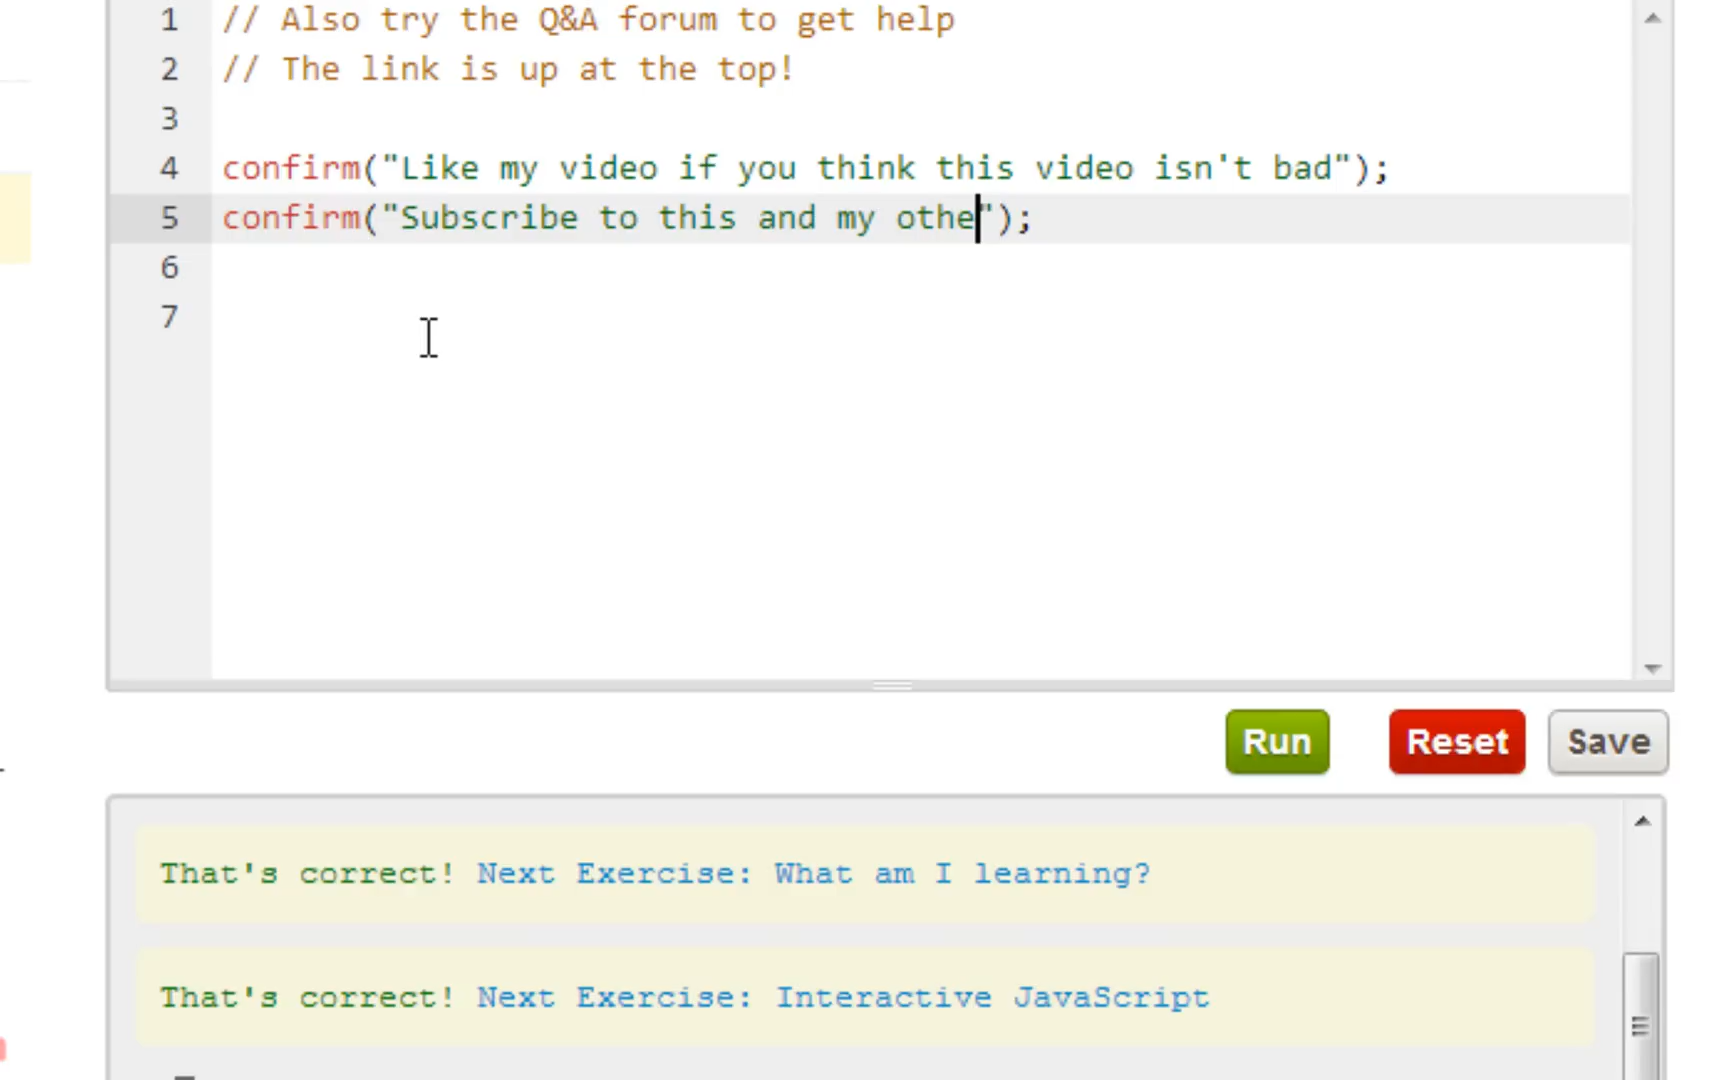 1 // Also try the Q&A forum to get help
2 // The link is up at the top!
3
4 confirm("Like my video if you think this video isn't bad");
5 confirm("Subscribe to this and my othe");
6
7
Run Reset Save
That's correct! Next Exercise: What am I learning?
That's correct! Next Exercise: Interactive JavaScript